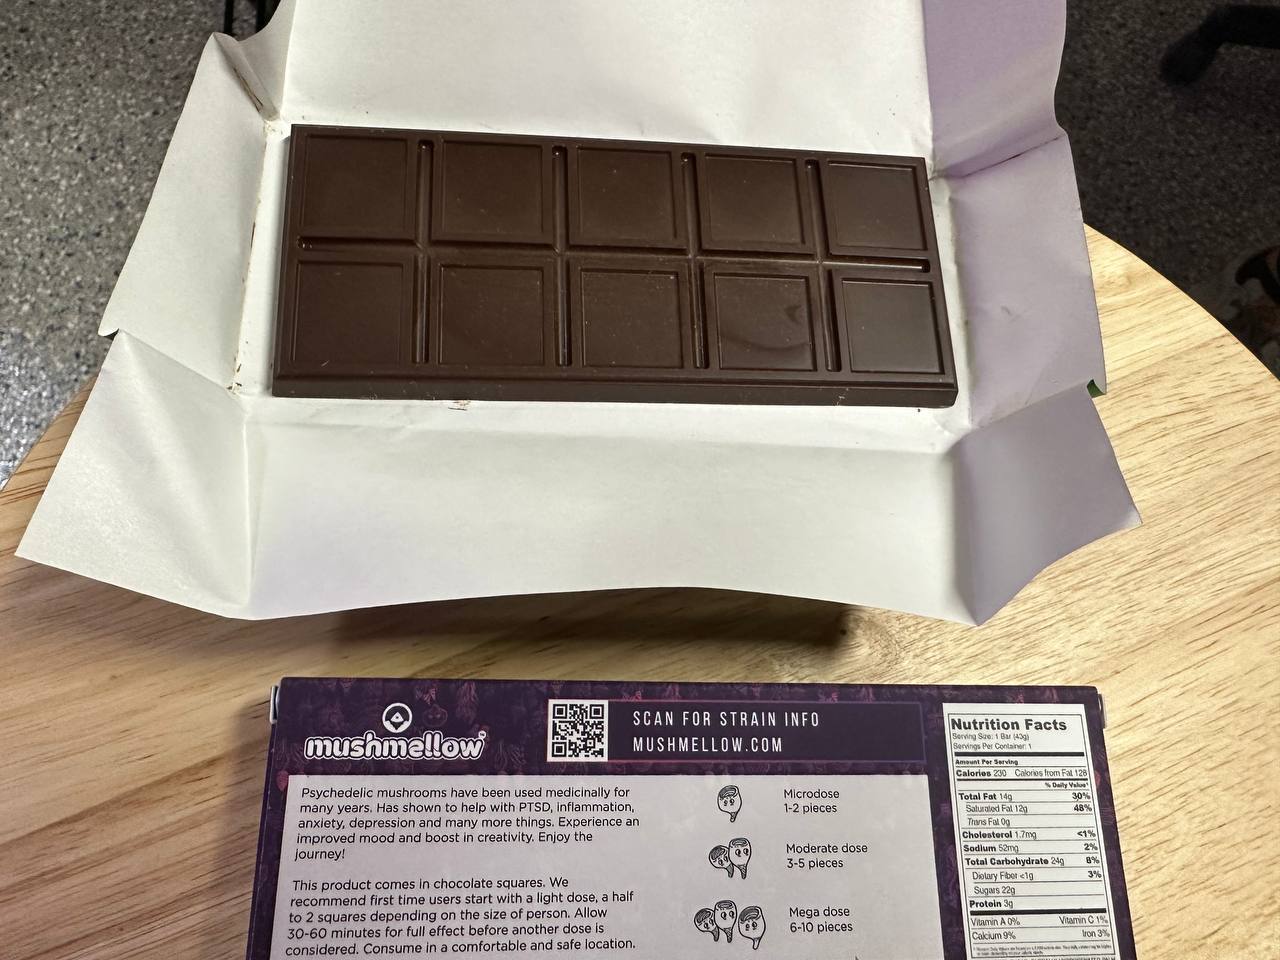 mushmellow
SCAN FOR STRAIN INFO
MUSHMELLOW.COM
Psychedelic mushrooms have been used medicinally for
many years. Has shown to help with PTSD, inflammation,
anxiety, depression and many more things. Experience an
improved mood and boost in creativity. Enjoy the
journey!
This product comes in chocolate squares. We
recommend first time users start with a light dose, a half
to 2 squares depending on the size of person. Allow
30-60 minutes for full effect before another dose is
considered. Consume in a comfortable and safe location.
Microdose
1-2 pieces
Moderate dose
3-5 pieces
Mega dose
6-10 pieces
Nutrition Facts
Serving Size: 1 Bar (43g)
Servings Per Container: 1
Amount Per Serving
Calories 230 Calories from Fat 128
% Daily Value*
Total Fat 14g 30%
Saturated Fat 12g 48%
Trans Fat 0g
Cholesterol 1.7mg <1%
Sodium 52mg 2%
Total Carbohydrate 24g 8%
Dietary Fiber <1g 3%
Sugars 22g
Protein 3g
Vitamin A 0% Vitamin C 1%
Calcium 9% Iron 3%